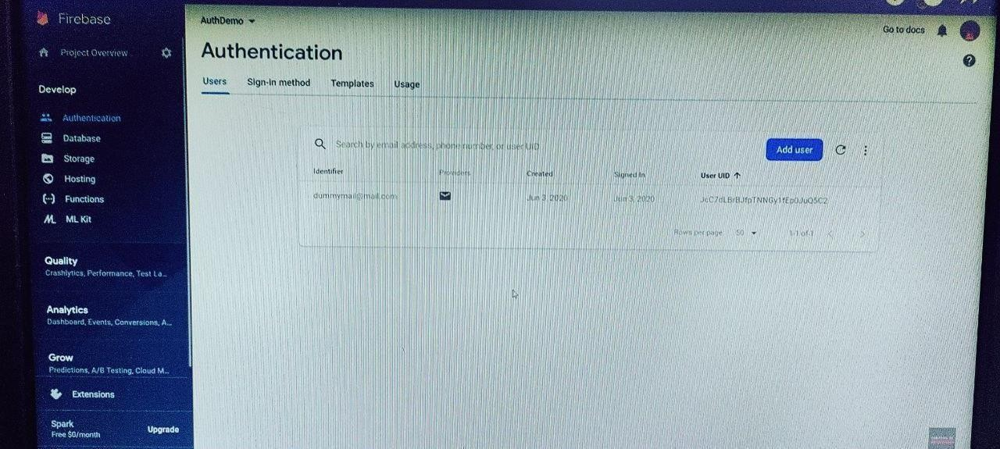 Firebase
Project Overview
Develop
Authentication
Database
Storage
Hosting
Functions
ML Kit
Quality
Crashlytics, Performance, Test La...
Analytics
Dashboard, Events, Conversions, A...
Grow
Predictions, A/B Testing, Cloud M...
Extensions
Spark
Free $0/month
Upgrade
AuthDemo
Go to docs
Authentication
Users Sign-in method Templates Usage
Search by email address, phone number, or user UID
Add user
Identifier Providers Created Signed In User UID
dummymail@mail.com Jun 3, 2020 Jun 3, 2020
Rows per page 50 1-1 of 1